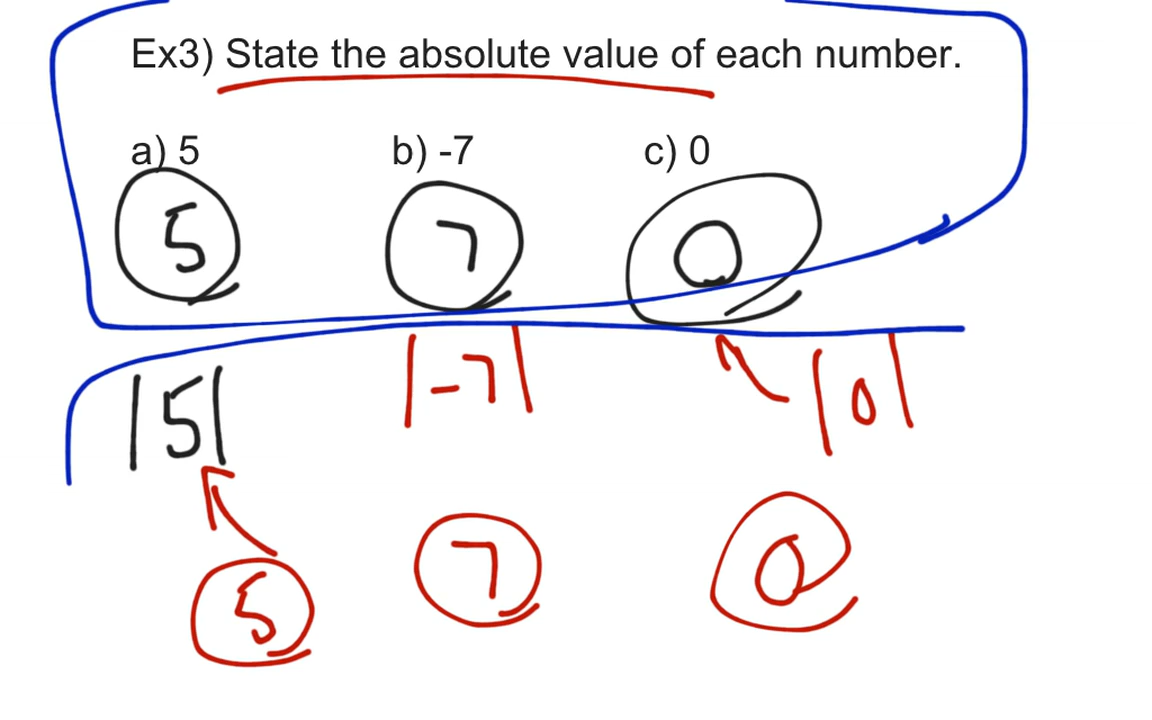 Ex3) State the absolute value of each number.
a) 5 b) -7 c) 0
5 7 0
|5| |-7| |0|
5 7 0